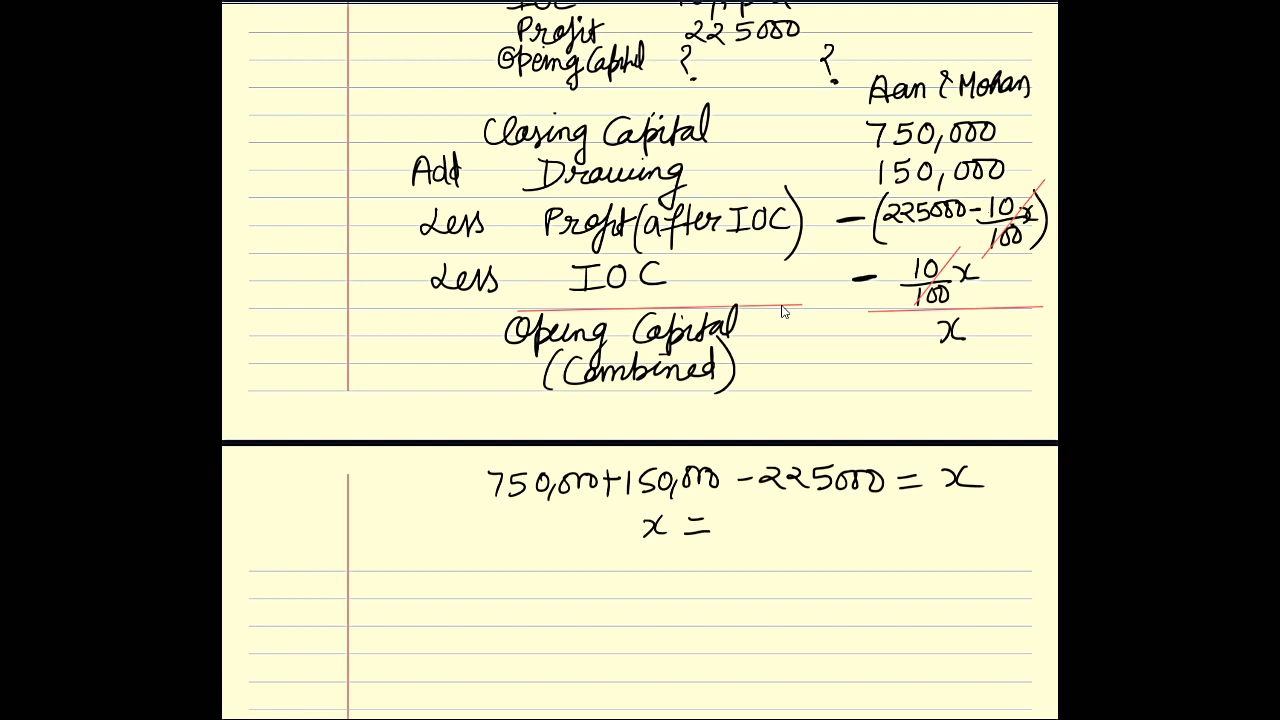 Profit 225000
Opeing Capital ? ?
Aan & Mohan
Closing Capital 750,000
Add Drawing 150,000
Less Profit (after IOC) - (225000 - 10/100 x)
Less IOC - 10/100 x
Opeing Capital x
(Combined)
750,000 + 150,000 - 225000 = x
x =